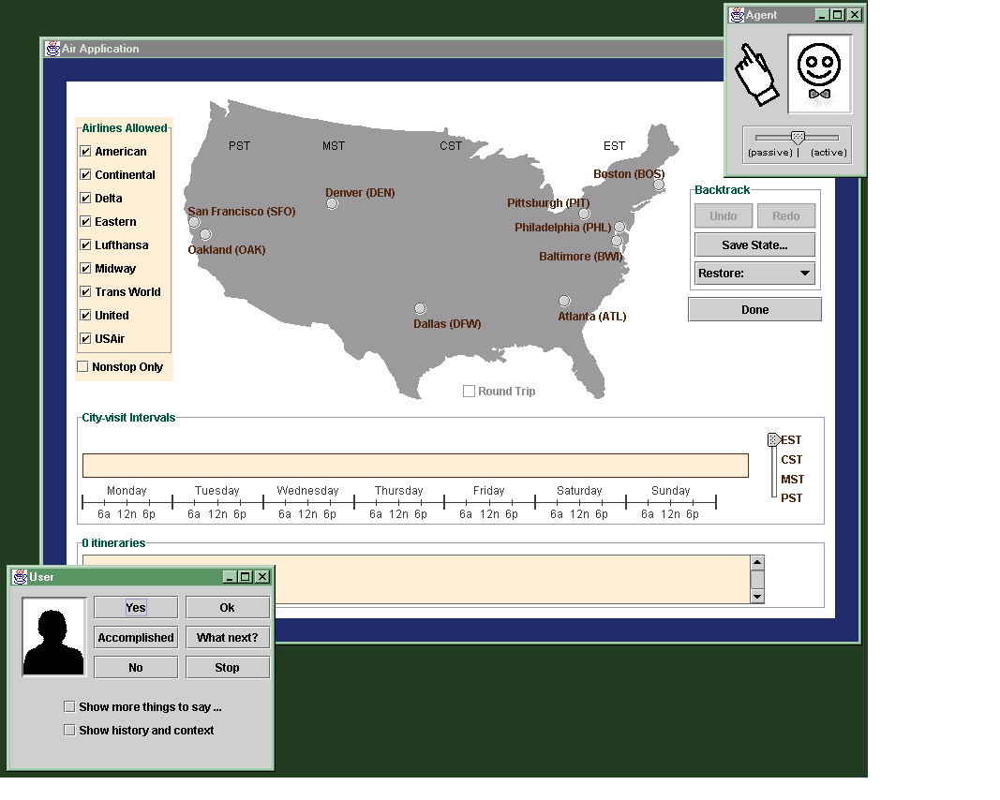 Agent
(passive) | (active)
Air Application
Airlines Allowed
American
Continental
Delta
Eastern
Lufthansa
Midway
Trans World
United
USAir
Nonstop Only
PST MST CST EST
Boston (BOS)
Denver (DEN)
Pittsburgh (PIT)
San Francisco (SFO)
Philadelphia (PHL)
Oakland (OAK)
Baltimore (BWI)
Atlanta (ATL)
Dallas (DFW)
Round Trip
Backtrack
Undo Redo
Save State...
Restore:
Done
City-visit Intervals
EST
CST
MST
PST
Monday Tuesday Wednesday Thursday Friday Saturday Sunday
6a 12n 6p 6a 12n 6p 6a 12n 6p 6a 12n 6p 6a 12n 6p 6a 12n 6p 6a 12n 6p
0 itineraries
User
Yes Ok
Accomplished What next?
No Stop
Show more things to say ...
Show history and context